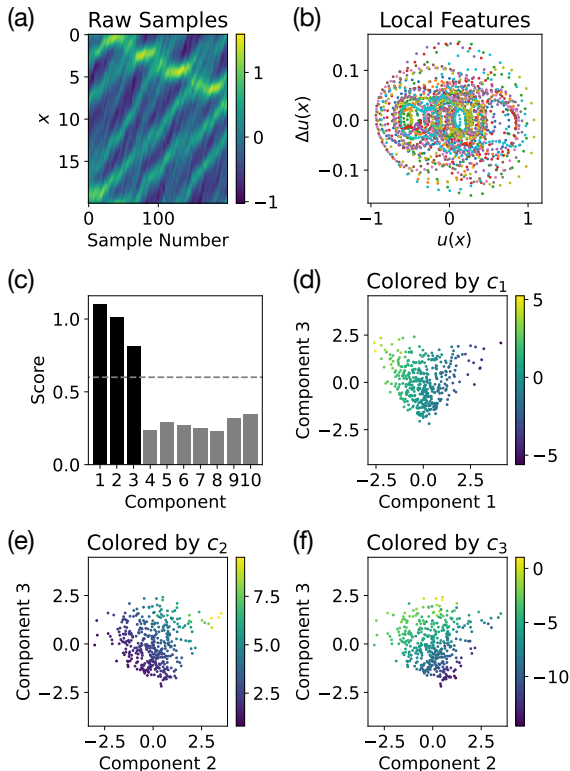 (a) Raw Samples
0
5
10
15
x
0 100
Sample Number
1
0
−1
(b) Local Features
0.1
0.0
−0.1
Δu(x)
−1 0 1
u(x)
(c)
1.0
0.5
0.0
Score
1 2 3 4 5 6 7 8 9 10
Component
(d) Colored by c₁
2.5
0.0
−2.5
Component 3
−2.5 0.0 2.5
Component 1
5
0
−5
(e) Colored by c₂
2.5
0.0
−2.5
Component 3
−2.5 0.0 2.5
Component 2
7.5
5.0
2.5
(f) Colored by c₃
2.5
0.0
−2.5
Component 3
−2.5 0.0 2.5
Component 2
0
−5
−10